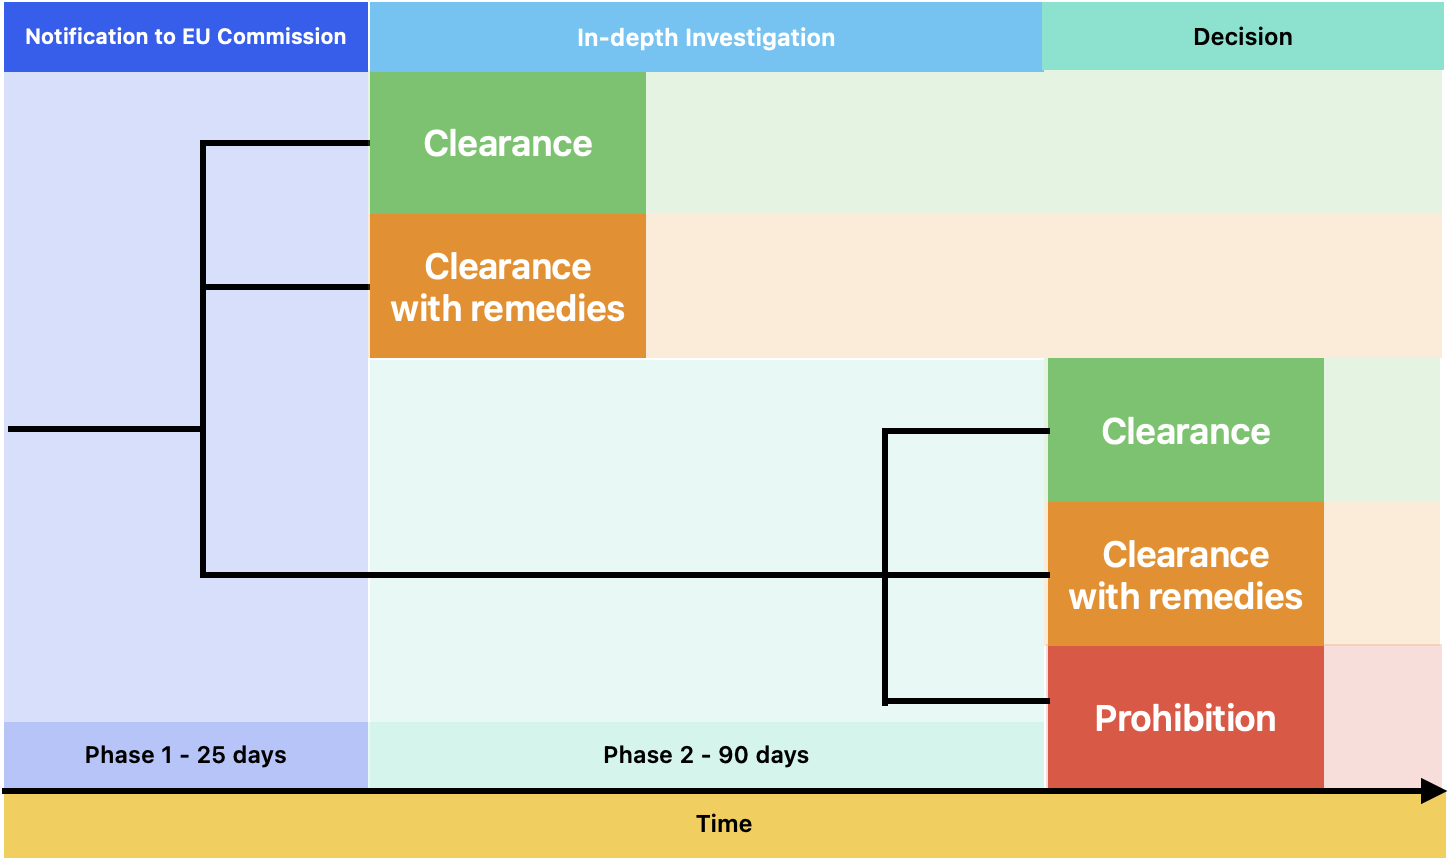 Notification to EU Commission
In-depth Investigation
Decision
Clearance
Clearance
with remedies
Clearance
Clearance
with remedies
Prohibition
Phase 1 - 25 days
Phase 2 - 90 days
Time